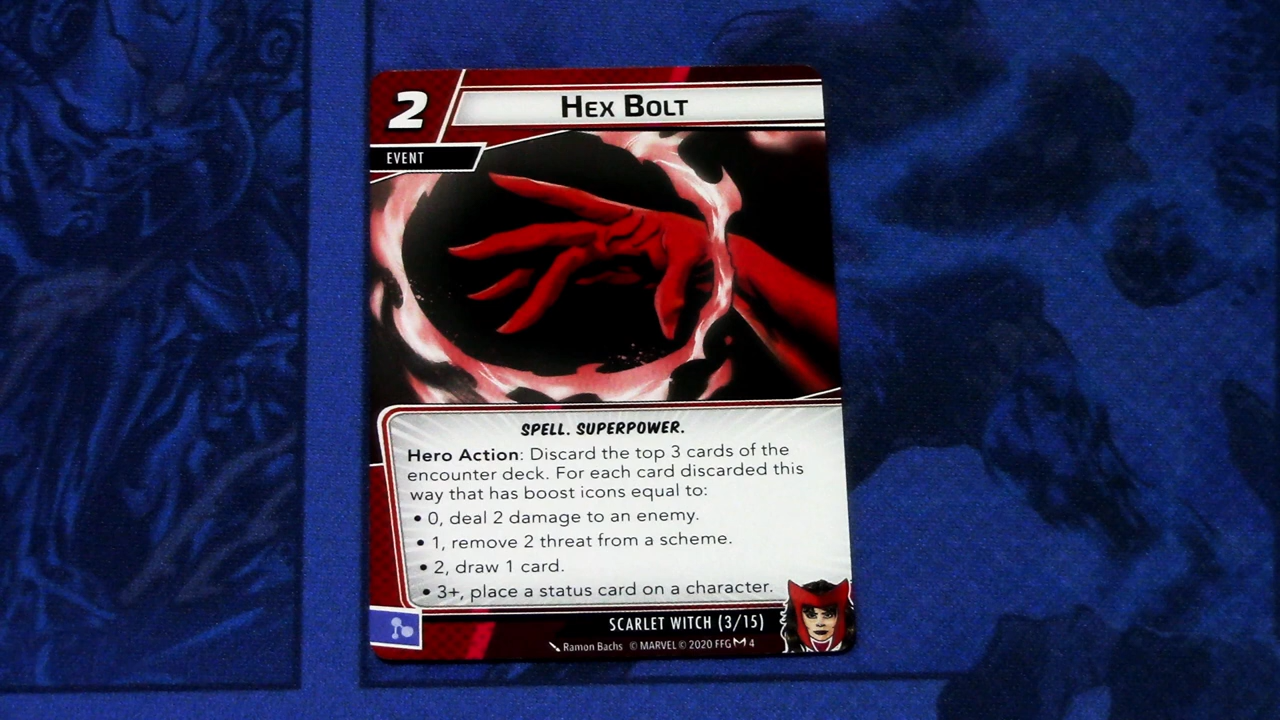 2
HEX BOLT
EVENT
SPELL. SUPERPOWER.
Hero Action: Discard the top 3 cards of the
encounter deck. For each card discarded this
way that has boost icons equal to:
• 0, deal 2 damage to an enemy.
• 1, remove 2 threat from a scheme.
• 2, draw 1 card.
• 3+, place a status card on a character.
SCARLET WITCH (3/15)
Ramon Bachs © MARVEL © 2020 FFG 4